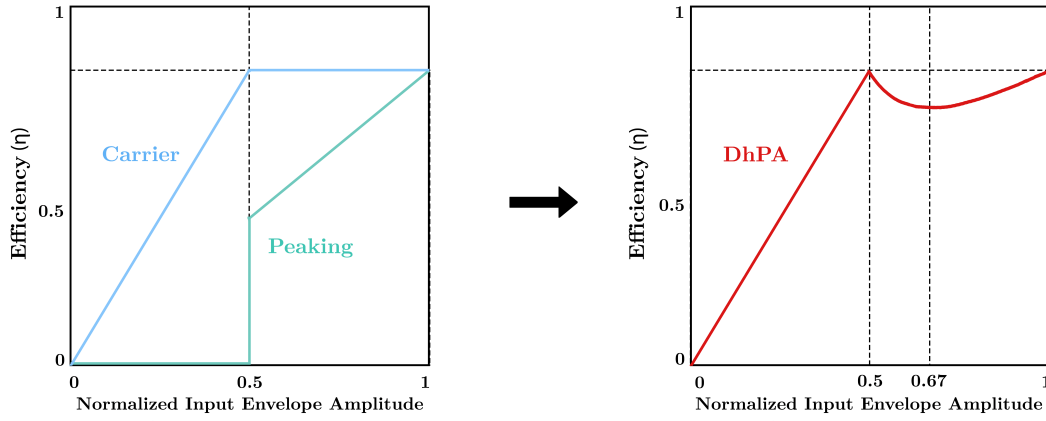 1
Efficiency (η)
Carrier
0.5
Peaking
0
0
0.5
1
Normalized Input Envelope Amplitude
1
Efficiency (η)
DhPA
0.5
0
0
0.5
0.67
1
Normalized Input Envelope Amplitude